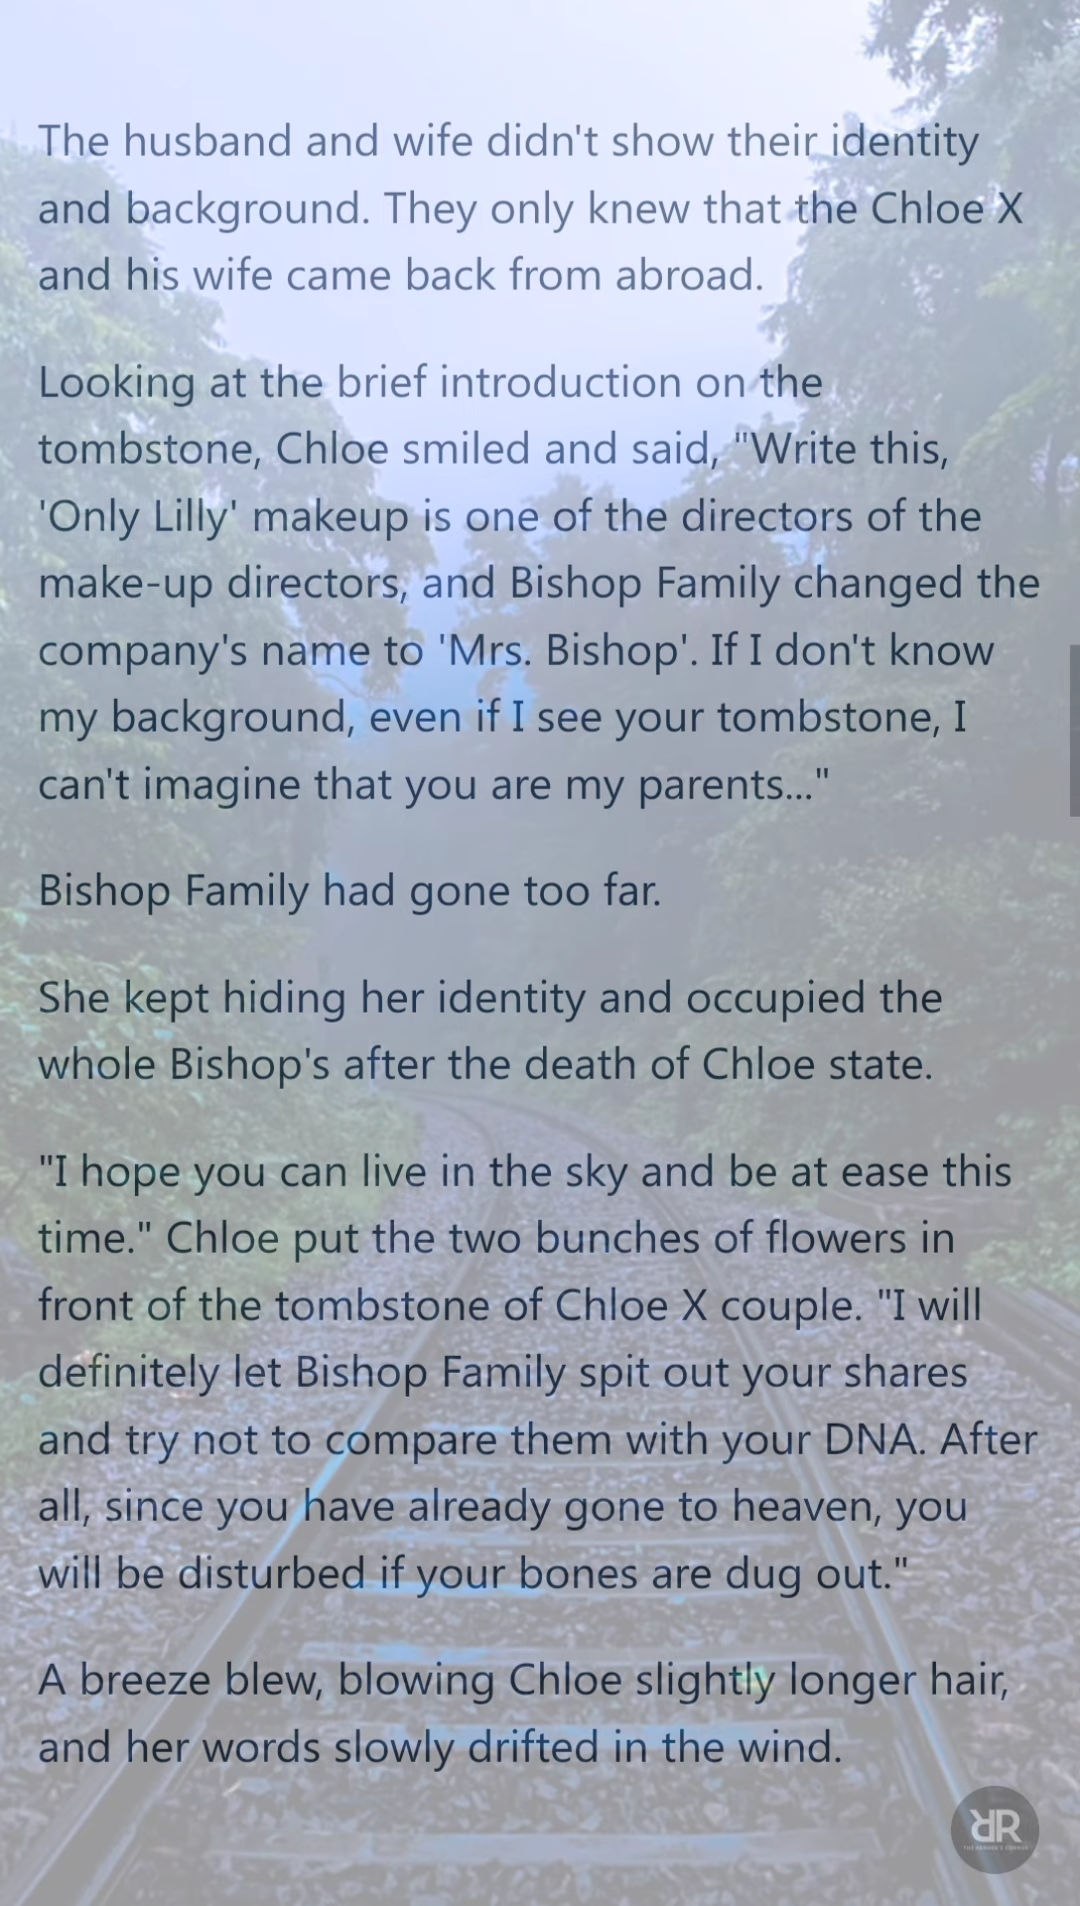 The husband and wife didn't show their identity
and background. They only knew that the Chloe X
and his wife came back from abroad.
Looking at the brief introduction on the
tombstone, Chloe smiled and said, "Write this,
'Only Lilly' makeup is one of the directors of the
make-up directors, and Bishop Family changed the
company's name to 'Mrs. Bishop'. If I don't know
my background, even if I see your tombstone, I
can't imagine that you are my parents..."
Bishop Family had gone too far.
She kept hiding her identity and occupied the
whole Bishop's after the death of Chloe state.
"I hope you can live in the sky and be at ease this
time." Chloe put the two bunches of flowers in
front of the tombstone of Chloe X couple. "I will
definitely let Bishop Family spit out your shares
and try not to compare them with your DNA. After
all, since you have already gone to heaven, you
will be disturbed if your bones are dug out."
A breeze blew, blowing Chloe slightly longer hair,
and her words slowly drifted in the wind.